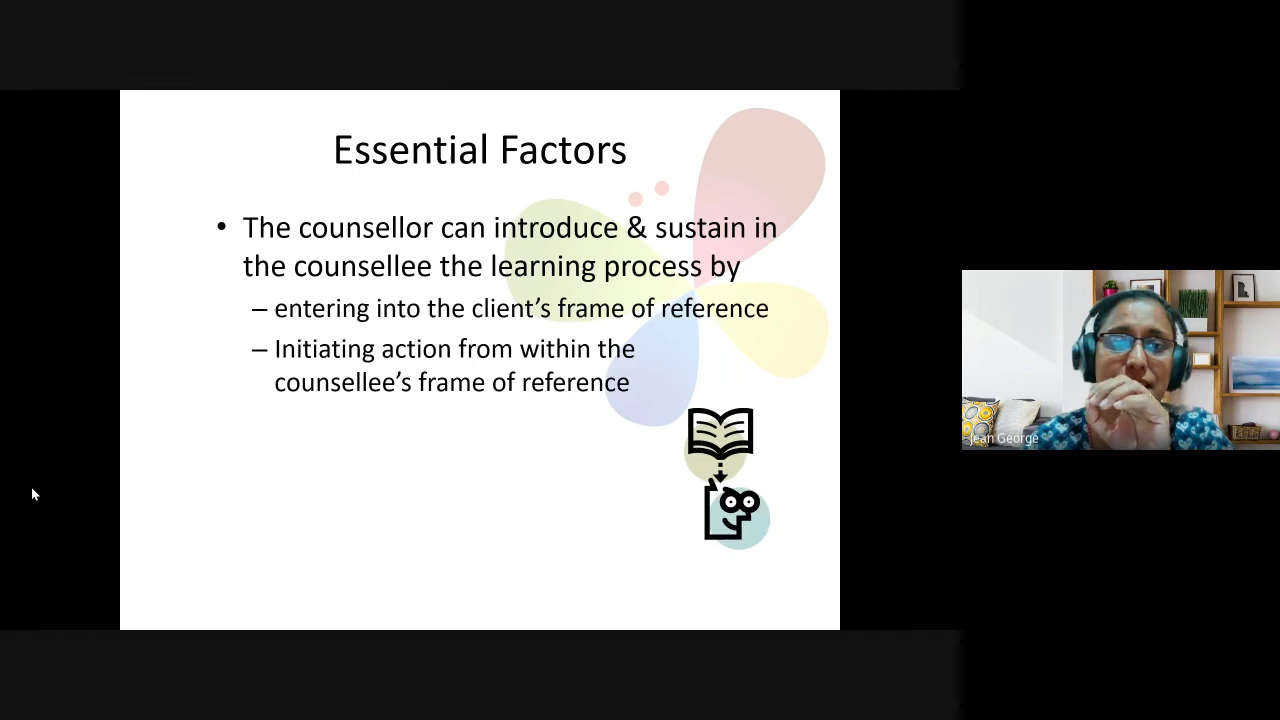 Essential Factors
• The counsellor can introduce & sustain in
the counsellee the learning process by
– entering into the client’s frame of reference
– Initiating action from within the
counsellee’s frame of reference
Jean George